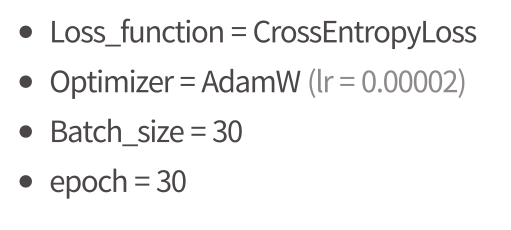 • Loss_function = CrossEntropyLoss
• Optimizer = AdamW (lr = 0.00002)
• Batch_size = 30
• epoch = 30